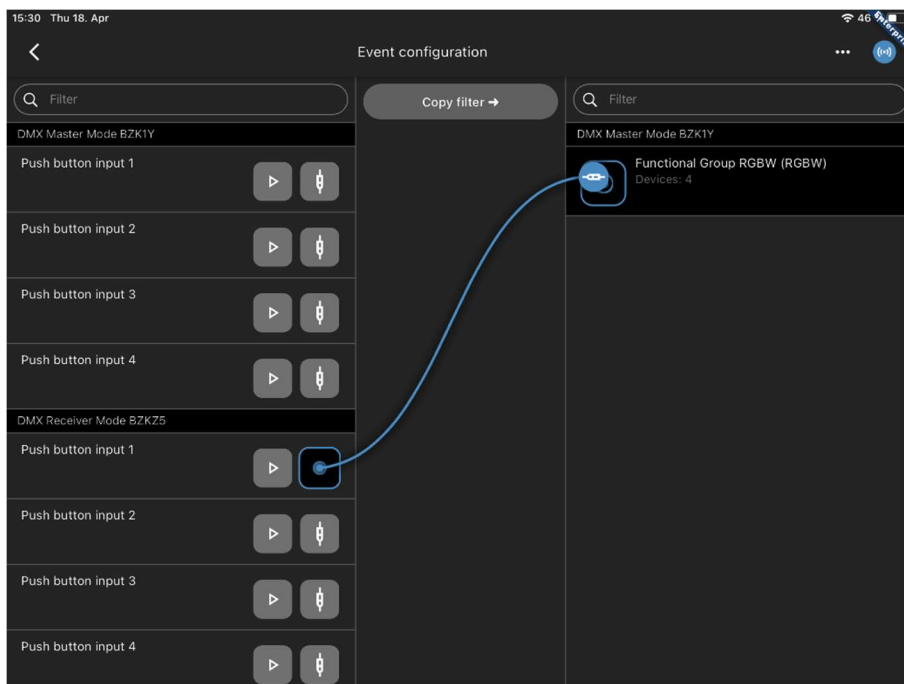 15:30 Thu 18. Apr
46
Event configuration
Filter
DMX Master Mode BZK1Y
Push button input 1
Push button input 2
Push button input 3
Push button input 4
DMX Receiver Mode BZKZ5
Push button input 1
Push button input 2
Push button input 3
Push button input 4
Copy filter →
Filter
DMX Master Mode BZK1Y
Functional Group RGBW (RGBW)
Devices: 4